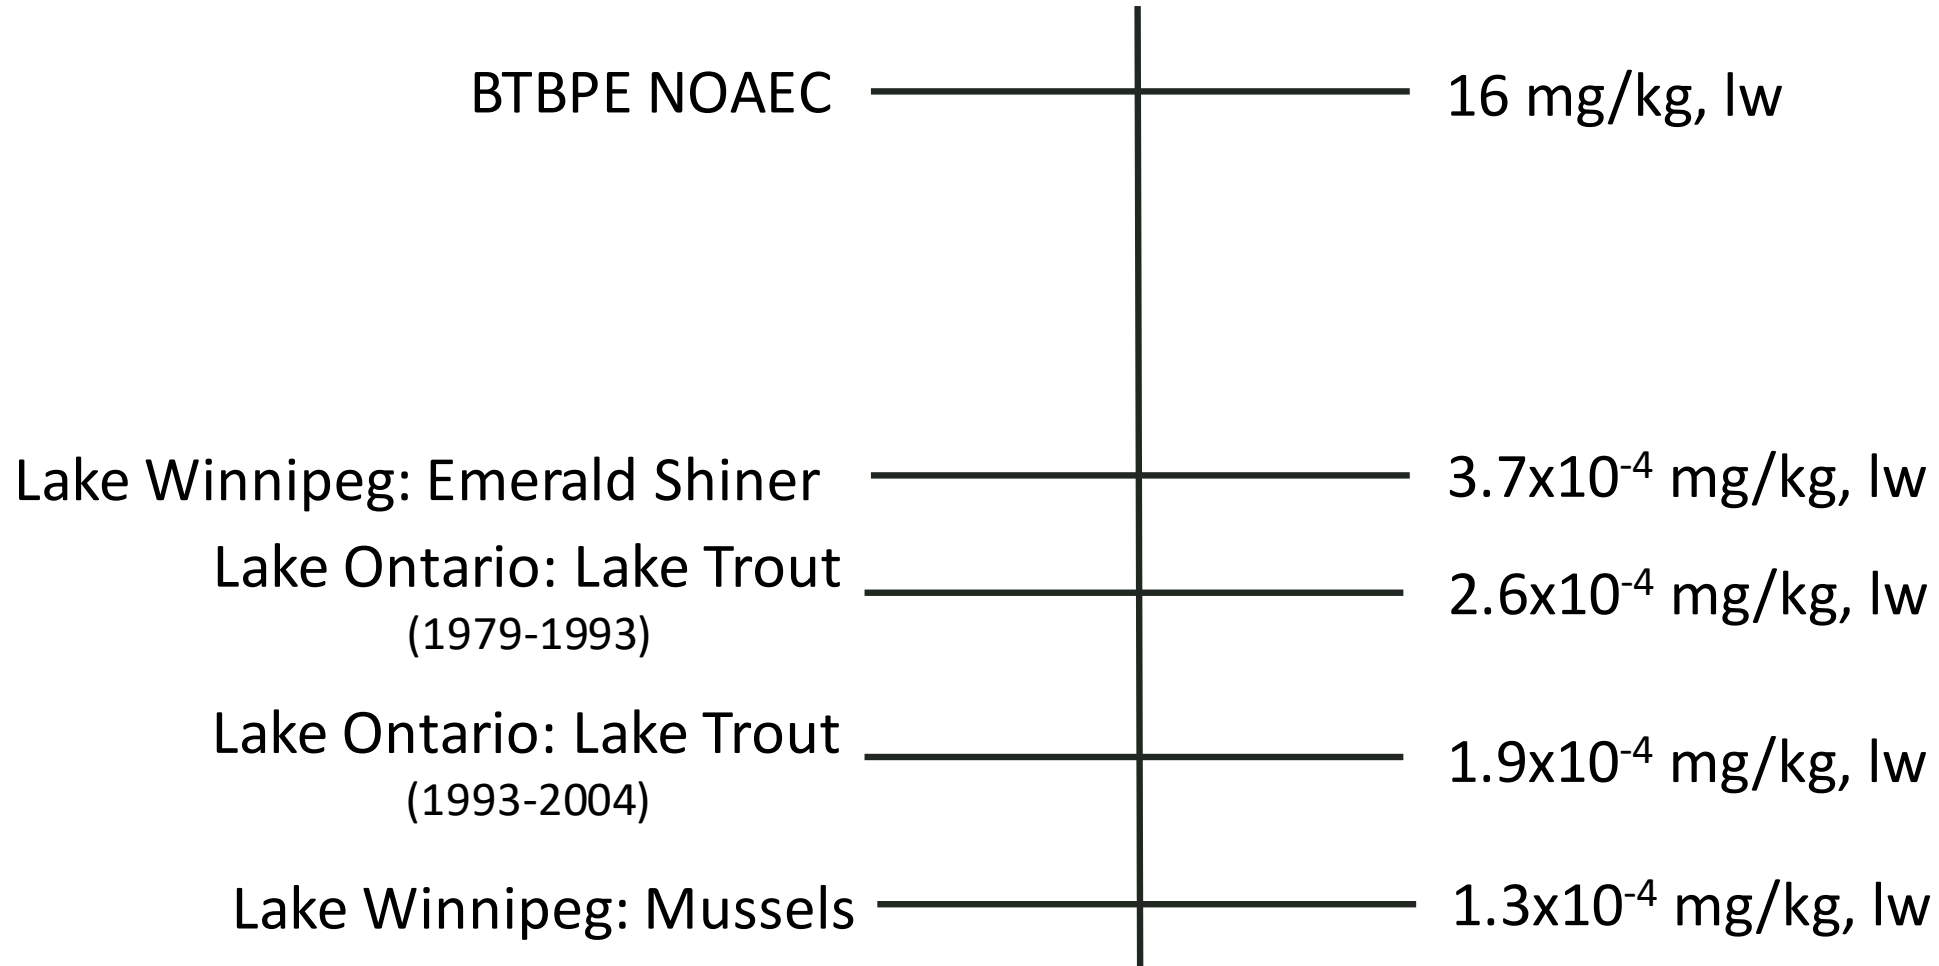 BTBPE NOAEC 16 mg/kg, lw
Lake Winnipeg: Emerald Shiner 3.7x10⁻⁴ mg/kg, lw
Lake Ontario: Lake Trout 2.6x10⁻⁴ mg/kg, lw
(1979-1993)
Lake Ontario: Lake Trout 1.9x10⁻⁴ mg/kg, lw
(1993-2004)
Lake Winnipeg: Mussels 1.3x10⁻⁴ mg/kg, lw